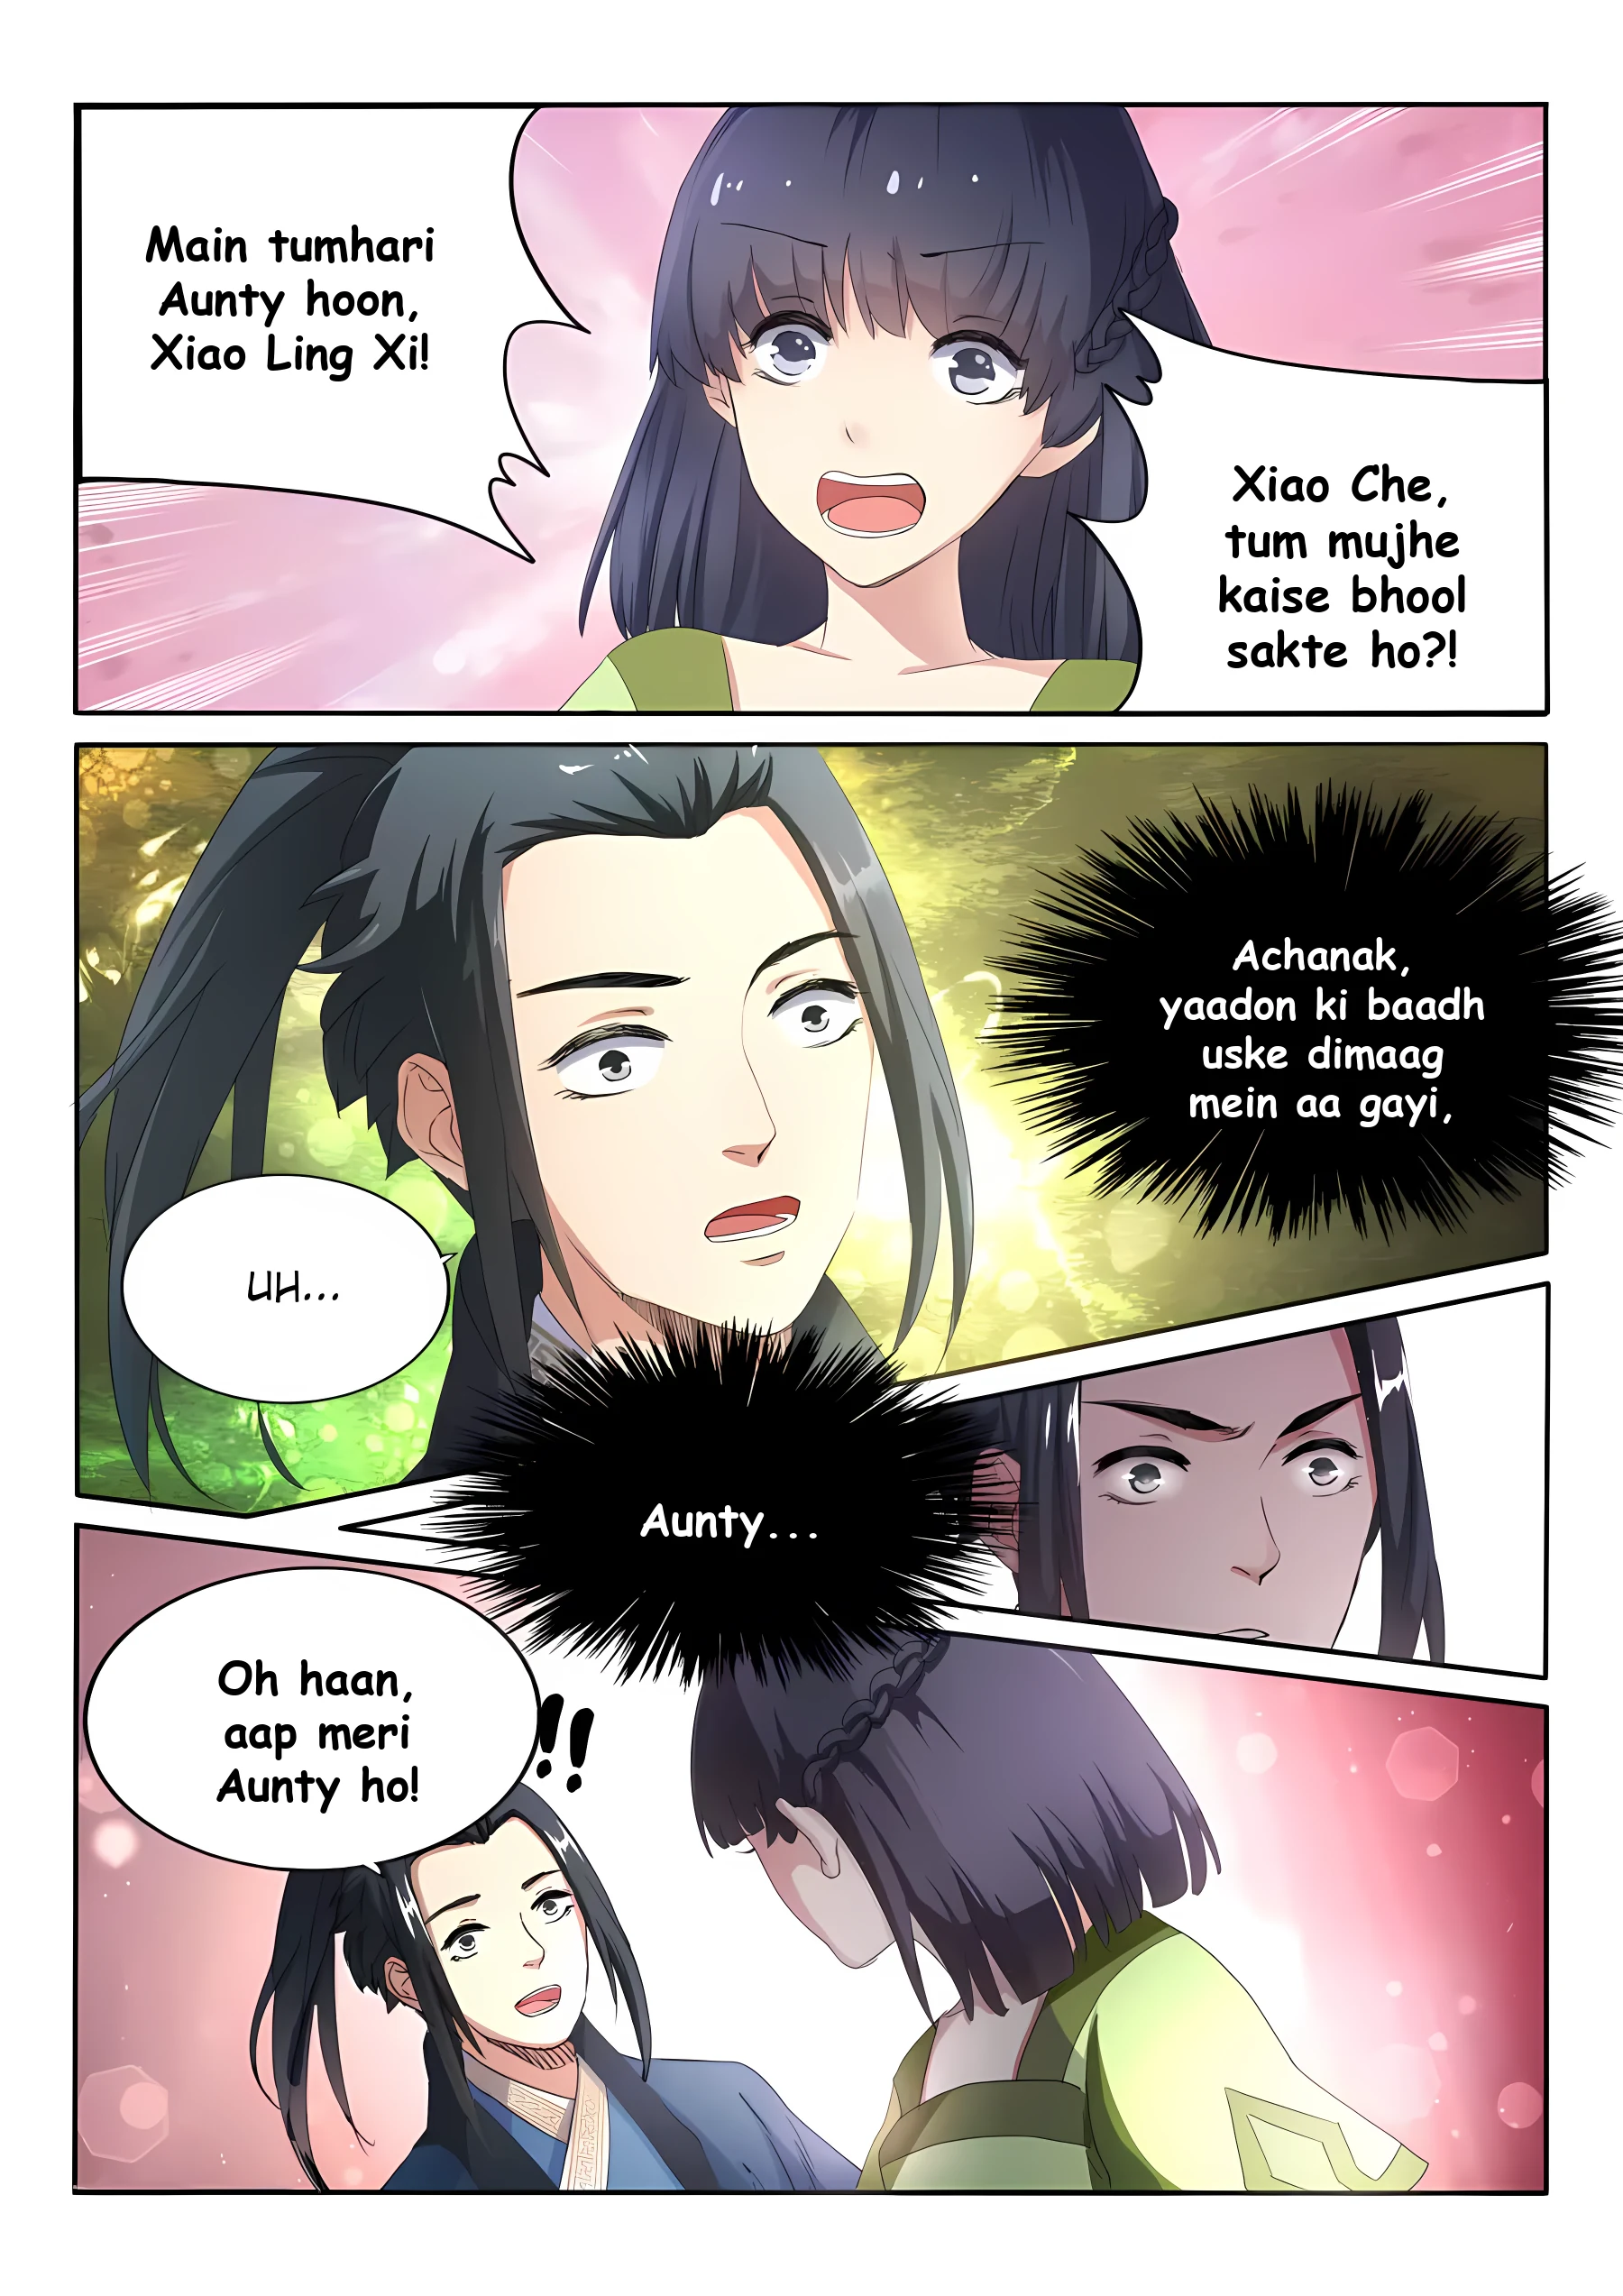 Main tumhari
Aunty hoon,
Xiao Ling Xi!
Xiao Che,
tum mujhe
kaise bhool
sakte ho?!
Achanak,
yaadon ki baadh
uske dimaag
mein aa gayi,
UH...
Aunty...
Oh haan,
aap meri
Aunty ho!
!!